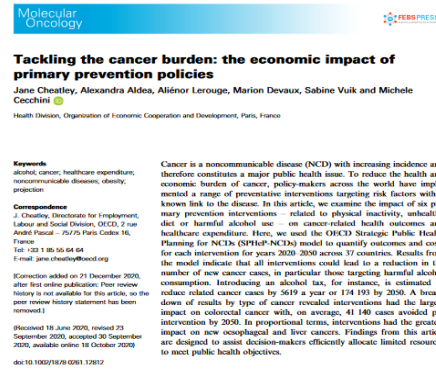 Molecular
Oncology
FEBS PRESS
Tackling the cancer burden: the economic impact of
primary prevention policies
Jane Cheatley, Alexandra Aldea, Aliénor Lerouge, Marion Devaux, Sabine Vuik and Michele
Cecchini
Health Division, Organization of Economic Cooperation and Development, Paris, France
Keywords
alcohol; cancer; healthcare expenditure;
noncommunicable diseases; obesity;
projection
Correspondence
J. Cheatley, Directorate for Employment,
Labour and Social Division, OECD, 2 rue
André Pascal – 75775 Paris Cedex 16,
France
Tel: +33 1 85 55 64 64
E-mail: jane.cheatley@oecd.org
[Correction added on 21 December 2020,
after first online publication: Peer review
history is not available for this article, so the
peer review history statement has been
removed.]
(Received 18 June 2020, revised 23
September 2020, accepted 30 September
2020, available online 18 October 2020)
doi:10.1002/1878-0261.12812
Cancer is a noncommunicable disease (NCD) with increasing incidence an
therefore constitutes a major public health issue. To reduce the health an
economic burden of cancer, policy-makers across the world have impl
mented a range of preventative interventions targeting risk factors with
known link to the disease. In this article, we examine the impact of six p
mary prevention interventions – related to physical inactivity, unhealth
diet or harmful alcohol use – on cancer-related health outcomes a
healthcare expenditure. Here, we used the OECD Strategic Public Heal
Planning for NCDs (SPHeP-NCDs) model to quantify outcomes and cos
for each intervention for years 2020–2050 across 37 countries. Results fro
the model indicate that all interventions could lead to a reduction in t
number of new cancer cases, in particular those targeting harmful alcoh
consumption. Introducing an alcohol tax, for instance, is estimated
reduce related cancer cases by 5619 a year or 174 193 by 2050. A brea
down of results by type of cancer revealed interventions had the large
impact on colorectal cancer with, on average, 41 140 cases avoided p
intervention by 2050. In proportional terms, interventions had the greate
impact on new oesophageal and liver cancers. Findings from this artic
are designed to assist decision-makers efficiently allocate limited resourc
to meet public health objectives.